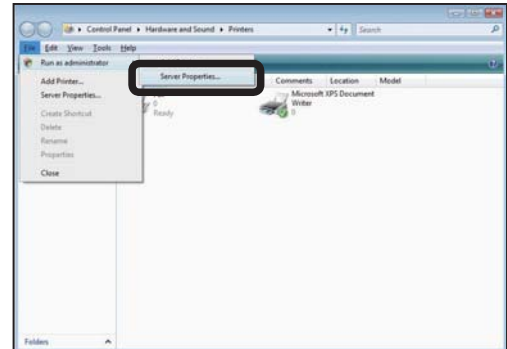 Control Panel ▸ Hardware and Sound ▸ Printers
Search
File Edit View Tools Help
Run as administrator
Server Properties...
Add Printer...
Server Properties...
Create Shortcut
Delete
Rename
Properties
Close
Comments Location Model
0
Ready
Microsoft XPS Document
Writer
0
Folders